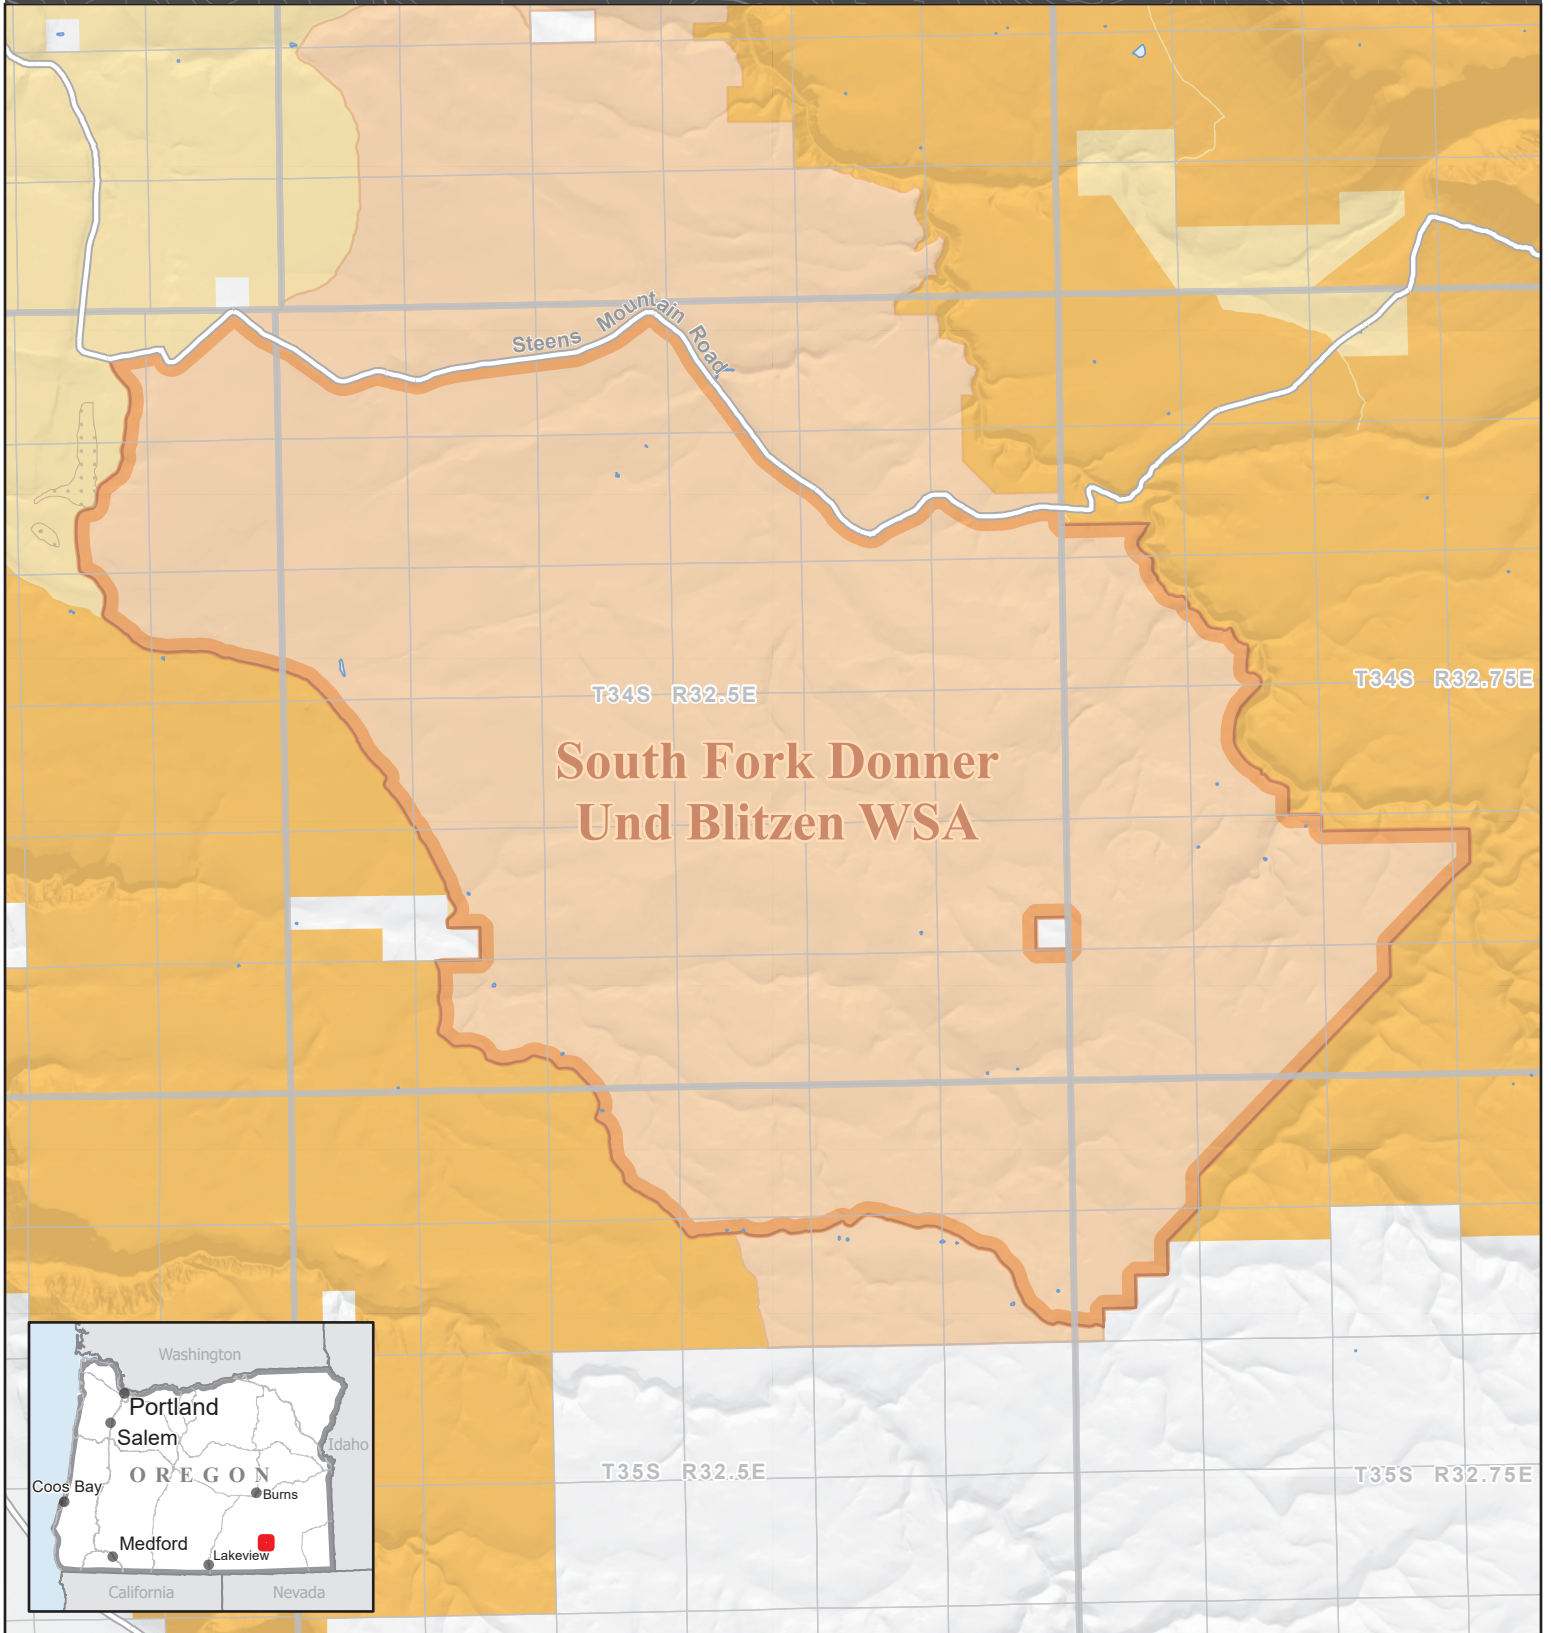 Steens Mountain Road
T34S R32.5E
T34S R32.75E
South Fork Donner
Und Blitzen WSA
T35S R32.5E
T35S R32.75E
Washington
Portland
Salem
Idaho
OREGON
Coos Bay
Burns
Medford
Lakeview
California
Nevada